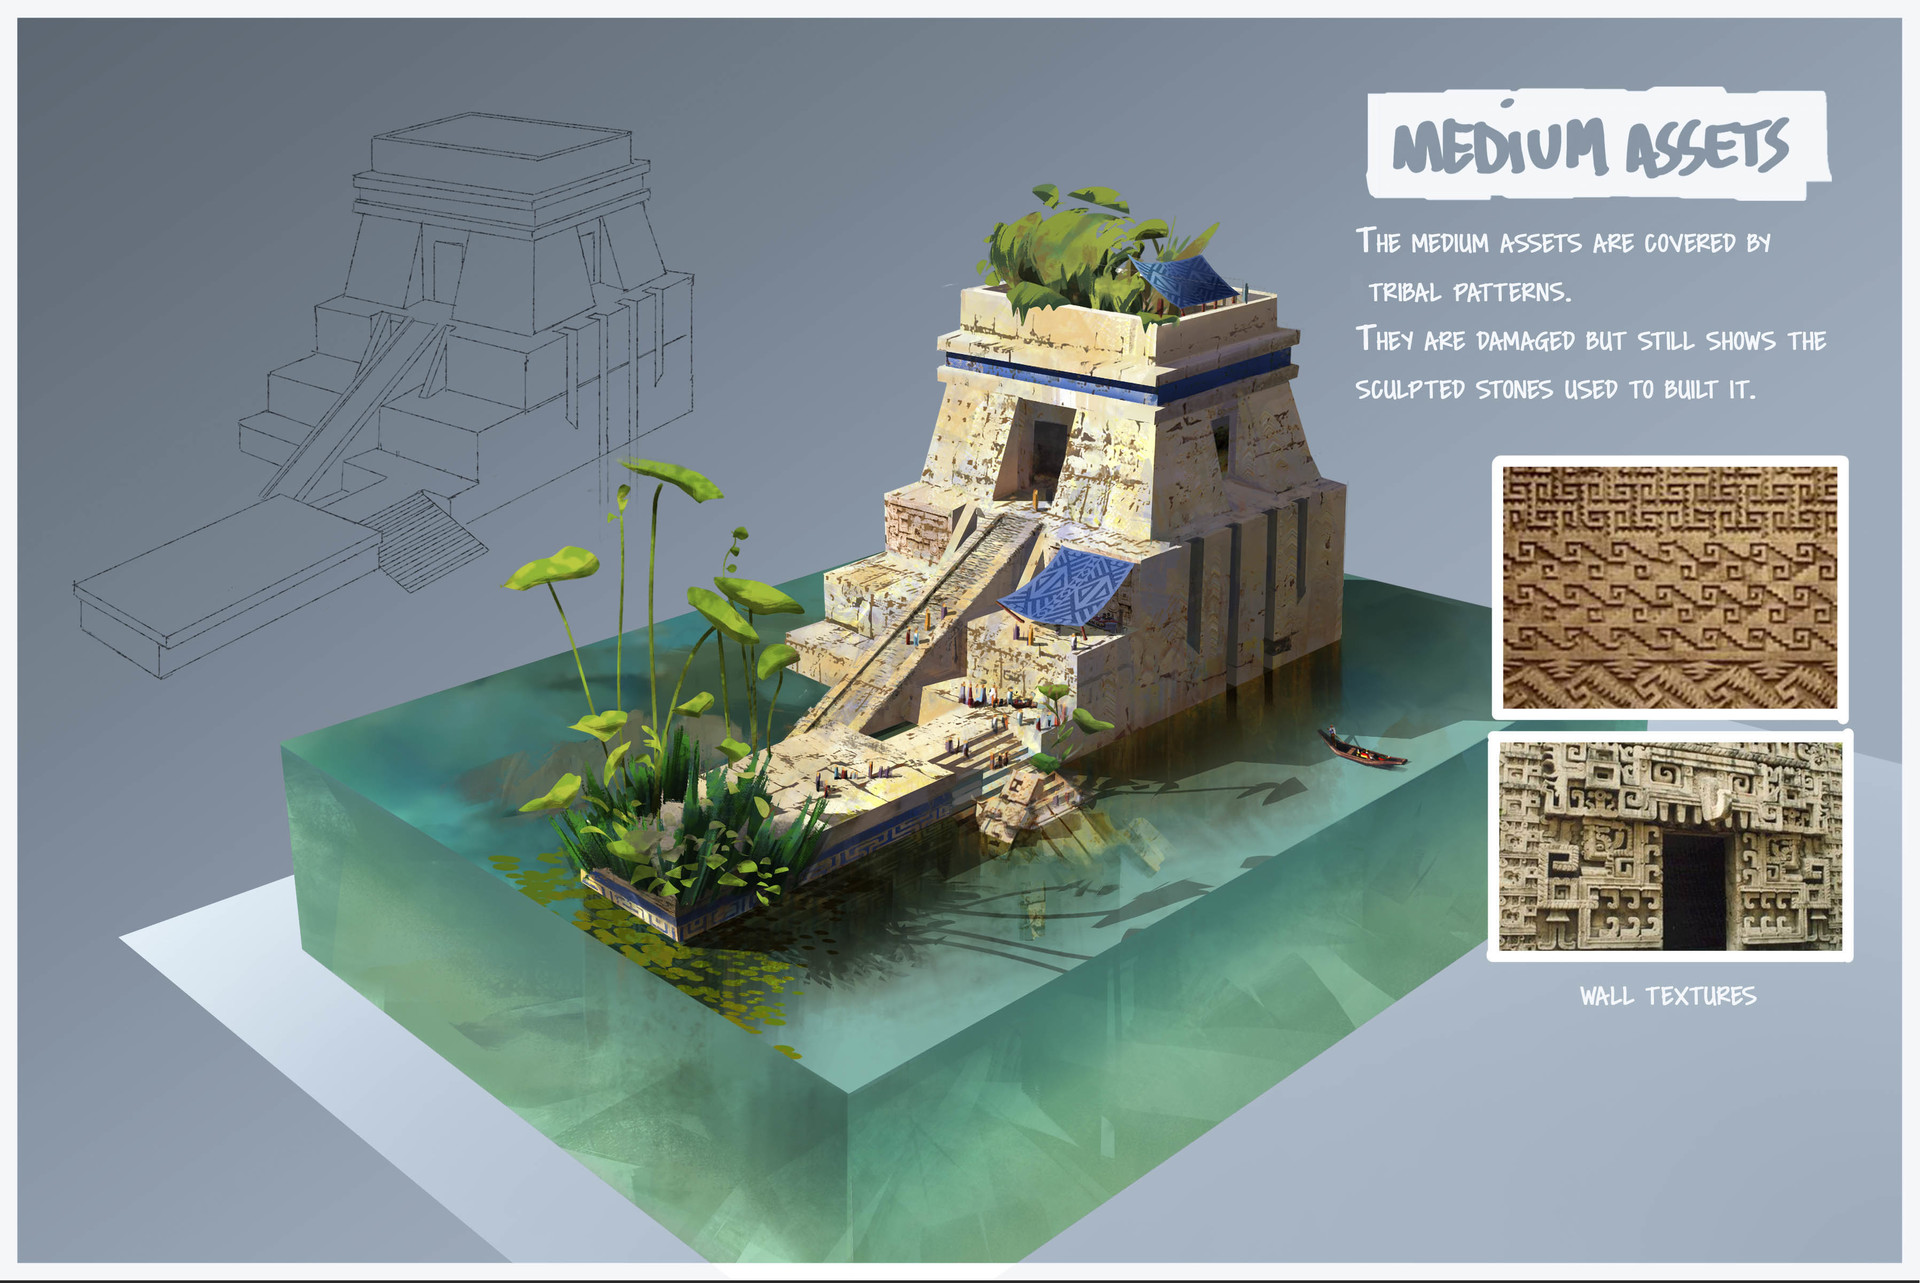 MEDIUM ASSETS
THE MEDIUM ASSETS ARE COVERED BY
TRIBAL PATTERNS.
THEY ARE DAMAGED BUT STILL SHOWS THE
SCULPTED STONES USED TO BUILT IT.
WALL TEXTURES